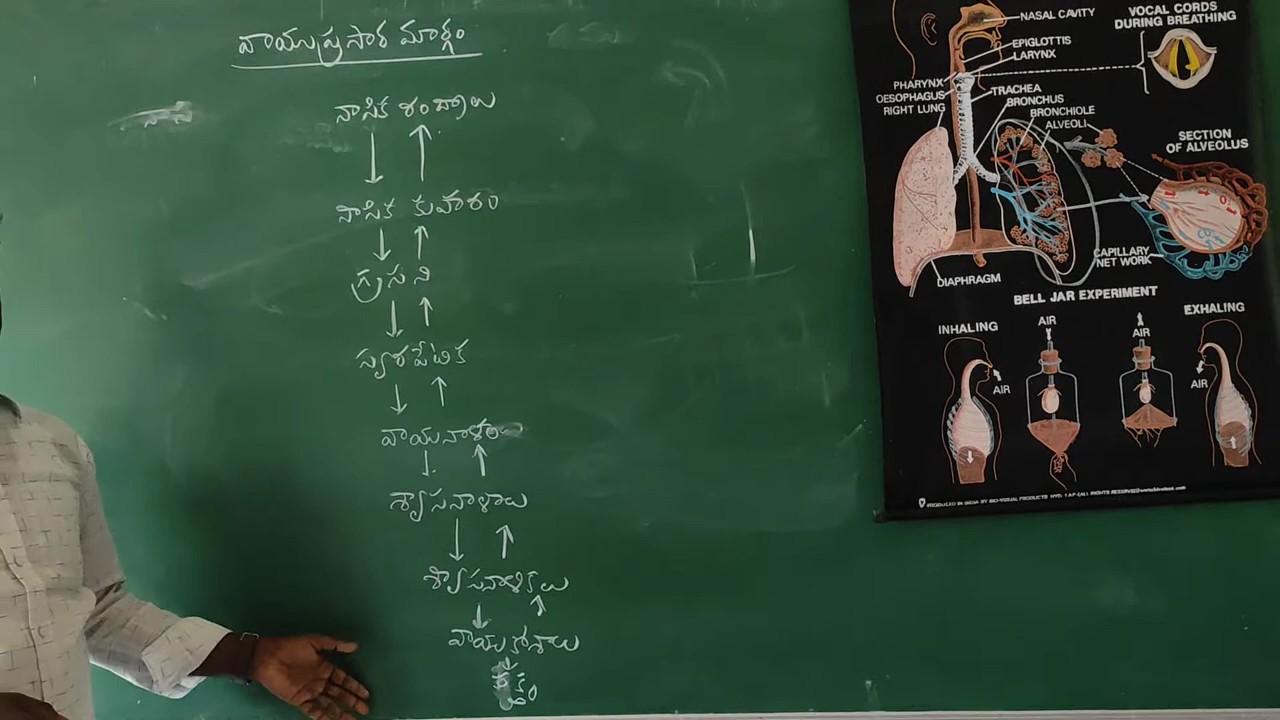 వాయుప్రసార మార్గం
నాసిక రంధ్రాలు
నాసిక కుహరం
గ్రసని
స్వరపేటిక
వాయునాళం
శ్వాసనాళాలు
శ్వాసనాళికలు
వాయుకోశాలు
రక్తం
NASAL CAVITY
EPIGLOTTIS
LARYNX
PHARYNX
OESOPHAGUS
RIGHT LUNG
TRACHEA
BRONCHUS
BRONCHIOLE
ALVEOLI
VOCAL CORDS
DURING BREATHING
SECTION
OF ALVEOLUS
CAPILLARY
NET WORK
DIAPHRAGM
BELL JAR EXPERIMENT
INHALING
AIR
AIR
EXHALING
AIR
AIR